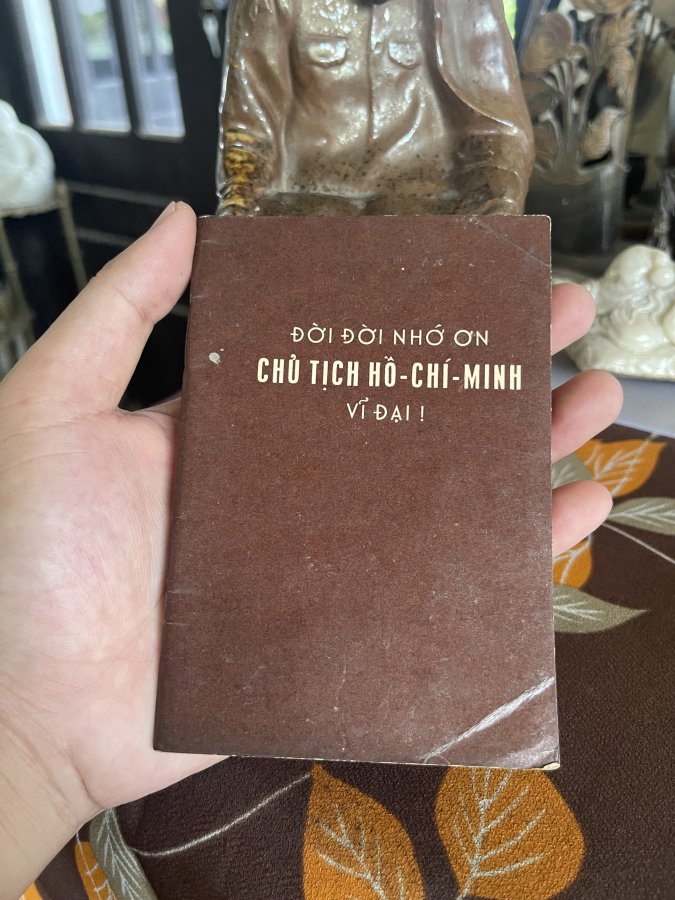 ĐỜI ĐỜI NHỚ ƠN
CHỦ TỊCH HỒ-CHÍ-MINH
VĨ ĐẠI !